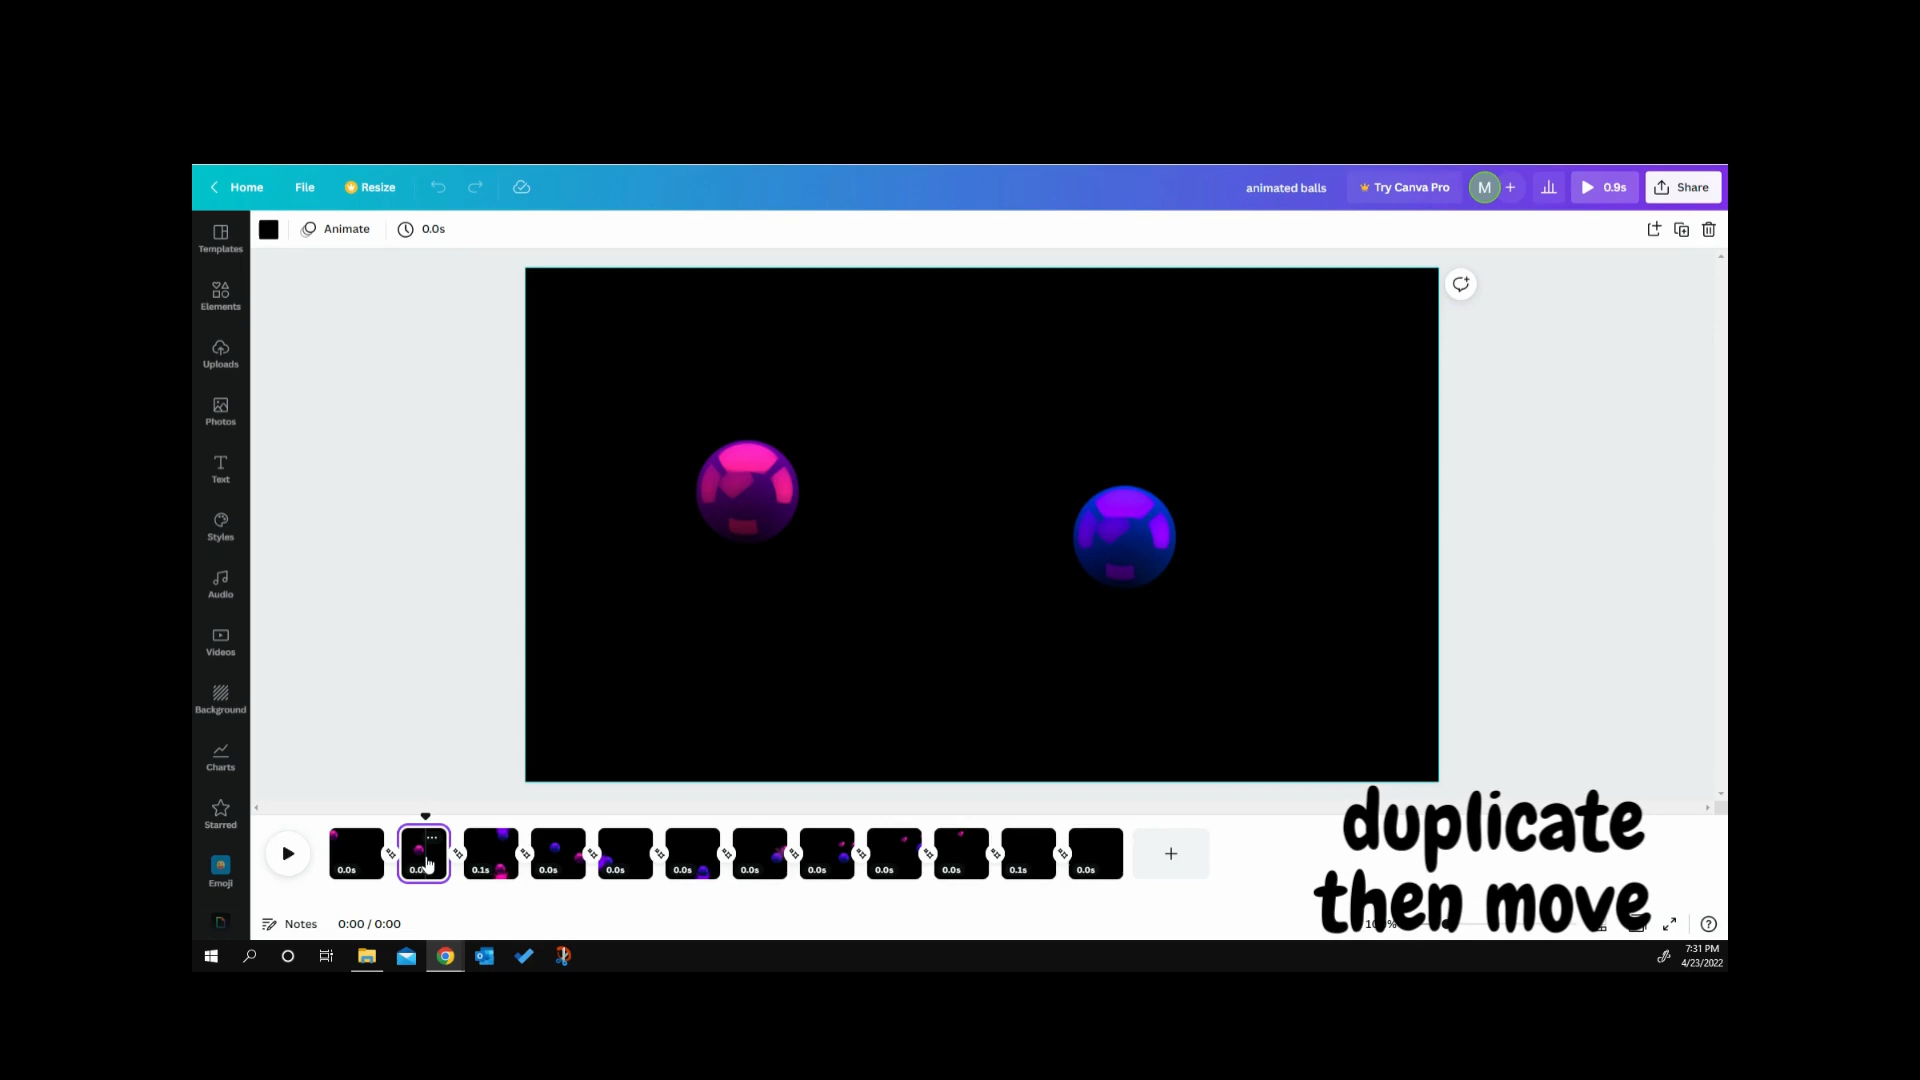 Home File Resize animated balls Try Canva Pro M + 0.9s Share
Animate 0.0s
Templates
Elements
Uploads
Photos
Text
Styles
Audio
Videos
Background
Charts
Starred
Emoji
0.0s 0.1s 0.0s 0.0s 0.0s 0.0s 0.0s 0.0s 0.0s 0.1s 0.0s
Notes 0:00 / 0:00
duplicate
then move
7:31 PM
4/23/2022